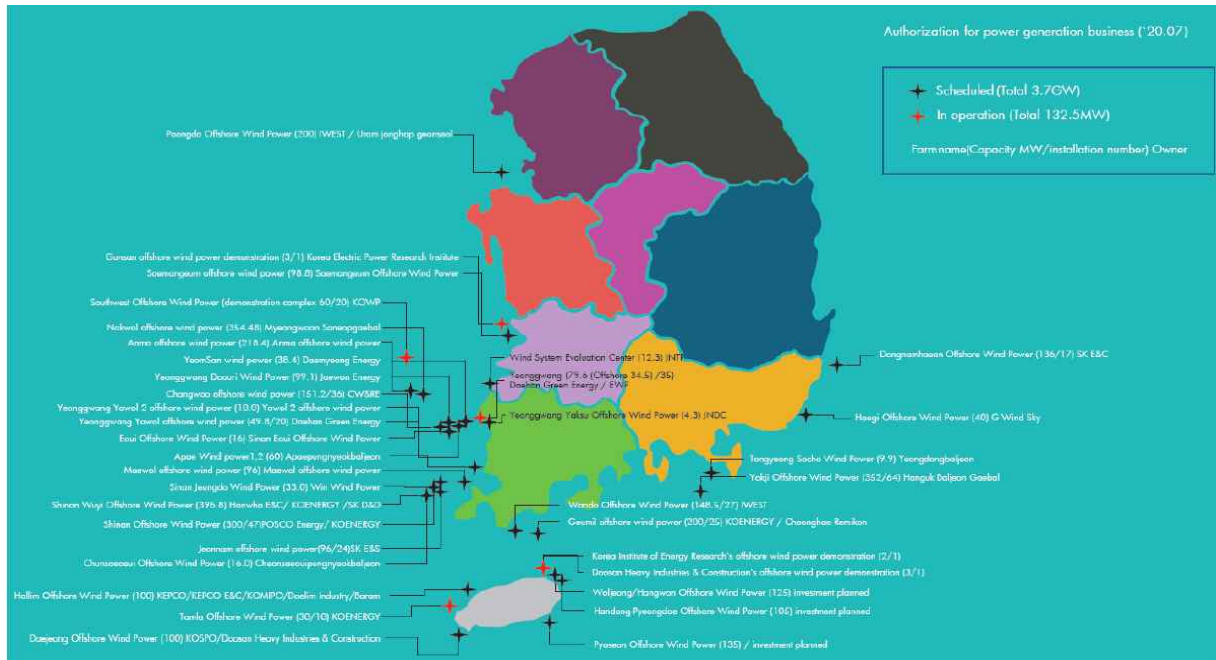 Authorization for power generation business ('20.07)
Scheduled (Total 3.7GW)
In operation (Total 132.5MW)
Farmname(Capacity MW/installation number) Owner
Poongdo Offshore Wind Power (200) IWEST /
Gunsan offshore wind power demonstration (3/1) Korea Electric Power Research Institute
Saemangeum offshore wind power (98.8) Saemangeum Offshore Wind Power
Southwest Offshore Wind Power (demonstration complex 60/20) KOWP
Nakwol offshore wind power (354.48) Myeongwoon Saneopgaebal
Anma offshore wind power (218.4) Anma offshore wind power
YeomSan wind power (38.4) Daemyeong Energy
Yeonggwang Daouri Wind Power (99.1) Jaewon Energy
Changwoo offshore wind power (151.2/36) CW&RE
Yeonggwang Yawol 2 offshore wind power (10.0) Yawol 2 offshore wind power
Yeonggwang Yawol offshore wind power (49.8/20) Daehan Green Energy
Eoui Offshore Wind Power (16) Sinan Eoui Offshore Wind Power
Apae Wind power1,2 (60) Apaepungnyeokbaljeon
Maewol offshore wind power (96) Maewol offshore wind power
Sinan Jeungdo Wind Power (33.0) Win Wind Power
Shinan Wuyi Offshore Wind Power (396.8) Hanwha E&C/ KOENERGY /SK D&D
Shinan Offshore Wind Power (300/47)POSCO Energy/ KOENERGY
Jeonnam offshore wind power(96/24)SK E&S
Offshore Wind Power (16.0)
Hallim Offshore Wind Power (100) KEPCO/KEPCO E&C/KOMIPO/Daelim industry/Baram
Tamla Offshore Wind Power (30/10) KOENERGY
Daejeong Offshore Wind Power (100) KOSPO/Doosan Heavy Industries & Construction
Wind System Evaluation Center (12.3) JNTP
Yeonggwang (79.6 (Offshore 34.5) /35)
Daehan Green Energy / EWP
Yeonggwang Yaksu Offshore Wind Power (4.3) JNDC
Dongnamhaean Offshore Wind Power (136/17) SK E&C
Haegi Offshore Wind Power (40) G Wind Sky
Tongyeong Socho Wind Power (9.9) Yeongdongbaljeon
Yokji Offshore Wind Power (352/64) Hanguk Baljeon Gaebal
Wando Offshore Wind Power (148.5/27) IWEST
Geumil offshore wind power (200/25) KOENERGY / Cheonghae Remikon
Korea Institute of Energy Research's offshore wind power demonstration (2/1)
Doosan Heavy Industries & Construction's offshore wind power demonstration (3/1)
Woljeong/Hangwon Offshore Wind Power (125) investment planned
Handong-Pyeongdae Offshore Wind Power (105) investment planned
Pyoseon Offshore Wind Power (135) / investment planned